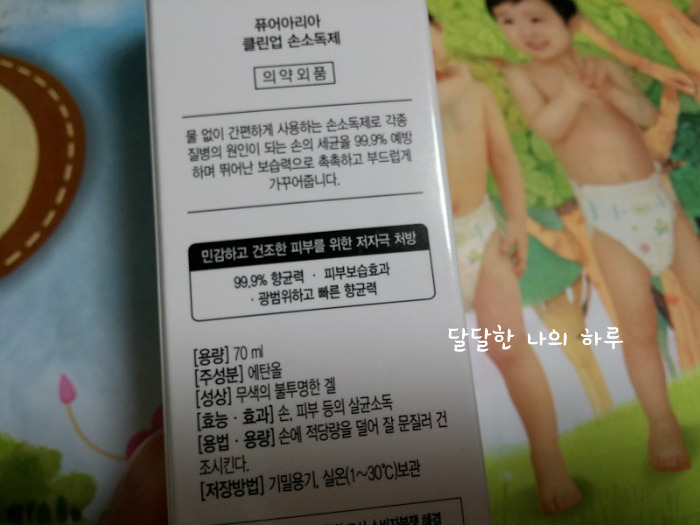 퓨어아리아
클린업 손소독제
의약외품
물 없이 간편하게 사용하는 손소독제로 각종
질병의 원인이 되는 손의 세균을 99.9% 예방
하며 뛰어난 보습력으로 촉촉하고 부드럽게
가꾸어줍니다.
민감하고 건조한 피부를 위한 저자극 처방
99.9% 향균력 · 피부보습효과
· 광범위하고 빠른 향균력
달달한 나의 하루
[용량] 70 ml
[주성분] 에탄올
[성상] 무색의 불투명한 겔
[효능 · 효과] 손, 피부 등의 살균소독
[용법 · 용량] 손에 적당량을 덜어 잘 문질러 건
조시킨다.
[저장방법] 기밀용기, 실온(1~30℃)보관
소비자분쟁 해결